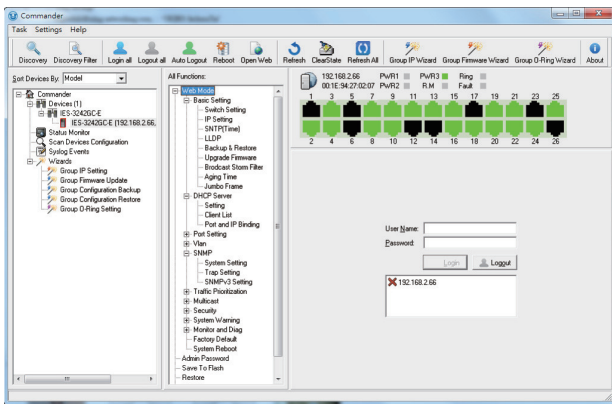 Commander
Task Settings Help
Discovery Discovery Filter Login all Logout all Auto Logout Reboot Open Web Refresh ClearState Refresh All Group IP Wizard Group Firmware Wizard Group O-Ring Wizard About
Sort Devices By: Model
Commander
Devices (1)
IES-3242GC-E
IES-3242GC-E (192.168.2.66,
Status Monitor
Scan Devices Configuration
Syslog Events
Wizards
Group IP Setting
Group Firmware Update
Group Configuration Backup
Group Configuration Restore
Group O-Ring Setting
All Functions:
Web Mode
Basic Setting
Switch Setting
IP Setting
SNTP(Time)
LLDP
Backup & Restore
Upgrade Firmware
Brodcast Storm Filter
Aging Time
Jumbo Frame
DHCP Server
Setting
Client List
Port and IP Binding
Port Setting
Vlan
SNMP
System Setting
Trap Setting
SNMPv3 Setting
Traffic Prioritization
Multicast
Security
System Warning
Monitor and Diag
Factory Default
System Reboot
Admin Password
Save To Flash
Restore
192.168.2.66 PWR1 PWR3 Ring
00:1E:94:27:02:07 PWR2 R.M Fault
1 3 5 7 9 11 13 15 17 19 21 23 25
2 4 6 8 10 12 14 16 18 20 22 24 26
User Name:
Password:
Login Loggut
192.168.2.66